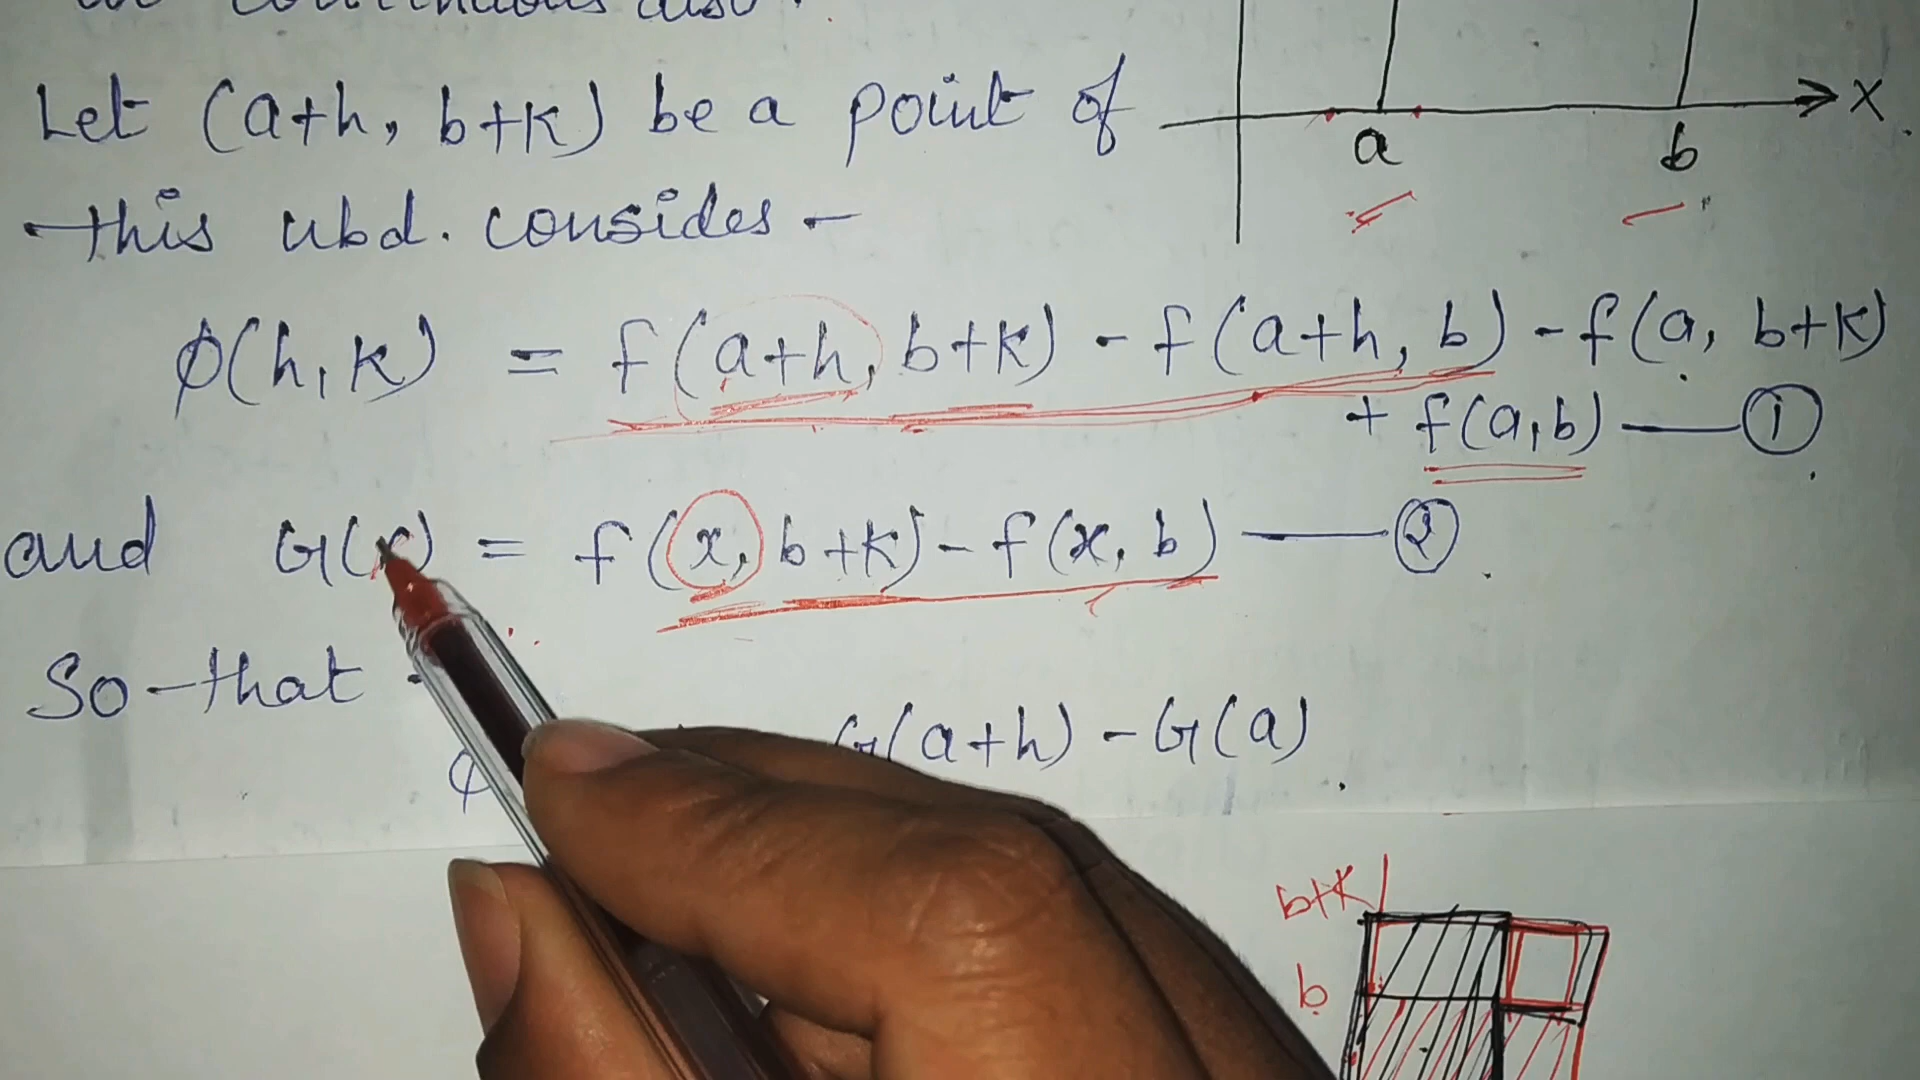 Let (a+h, b+k) be a point of
this nbd. consider -
ϕ(h,k) = f(a+h, b+k) - f(a+h, b) - f(a, b+k)
+ f(a,b) — ①
and G(x) = f(x, b+k) - f(x, b) — ②
So that -
ϕ G(a+h) - G(a)
X
a b
b+k
b